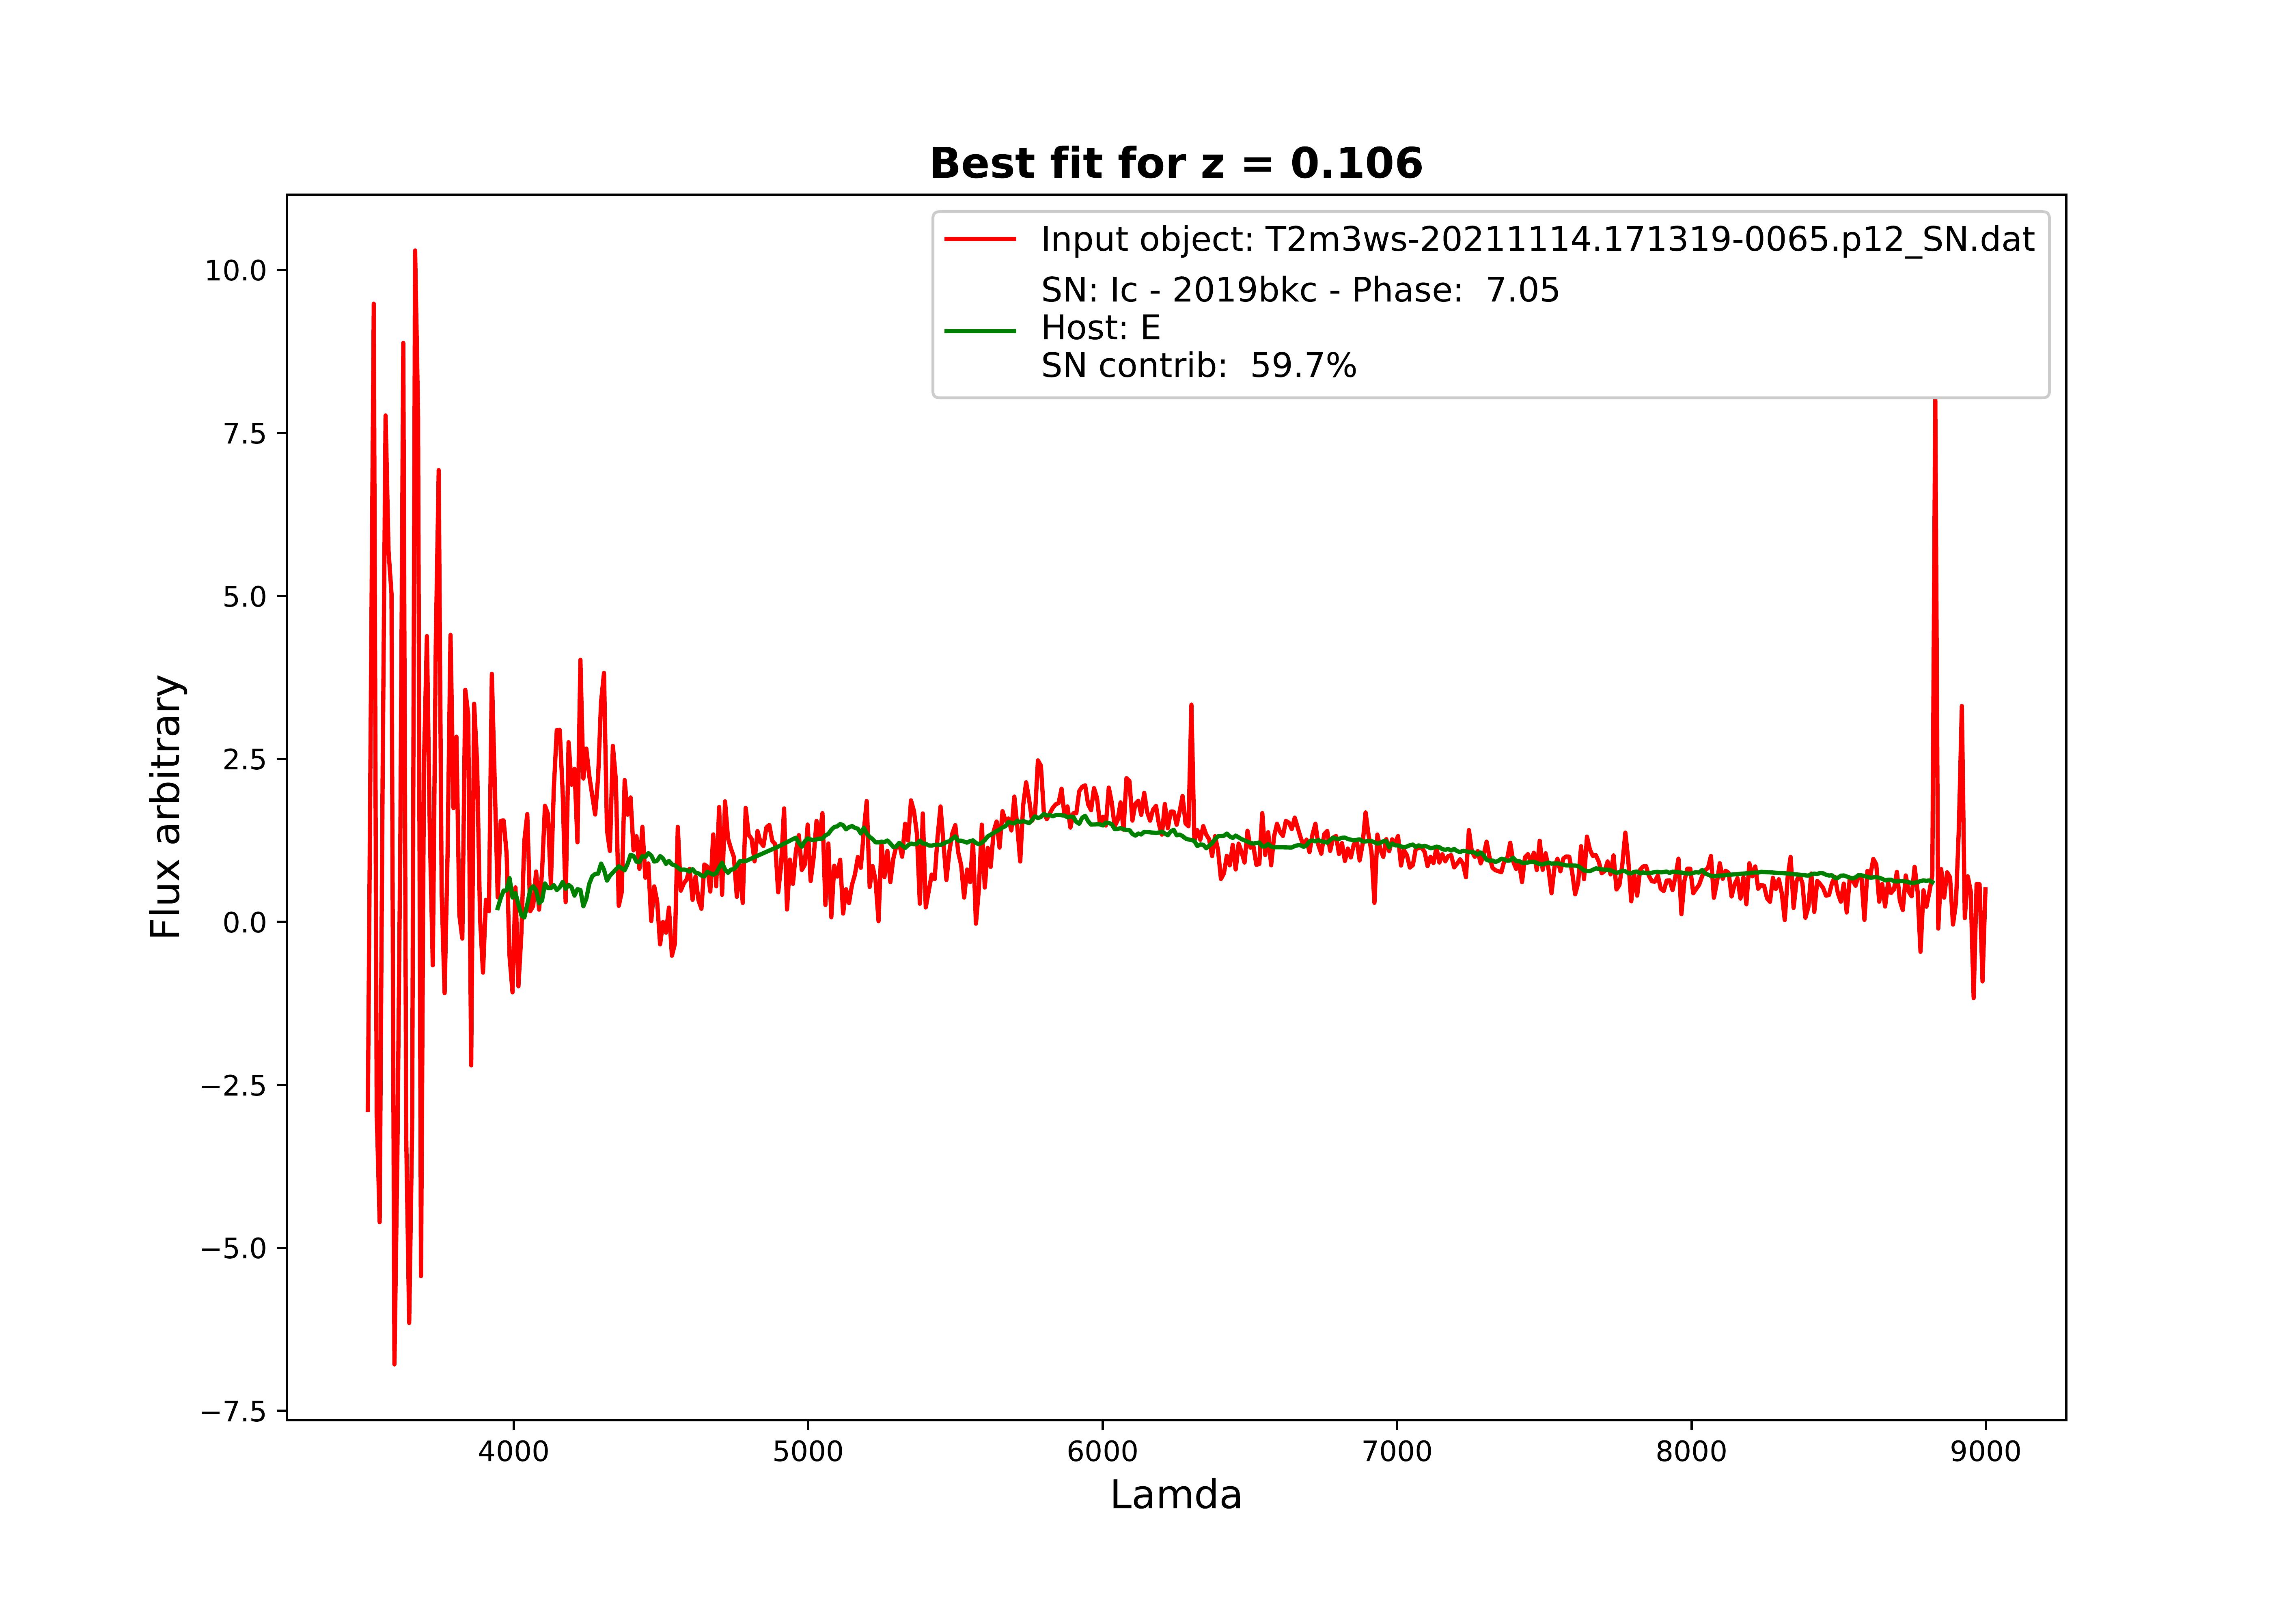 Best fit for z = 0.106
Input object: T2m3ws-20211114.171319-0065.p12_SN.dat
SN: Ic - 2019bkc - Phase:  7.05
Host: E
SN contrib:  59.7%
10.0
7.5
5.0
2.5
0.0
−2.5
−5.0
−7.5
Flux arbitrary
4000 5000 6000 7000 8000 9000
Lamda